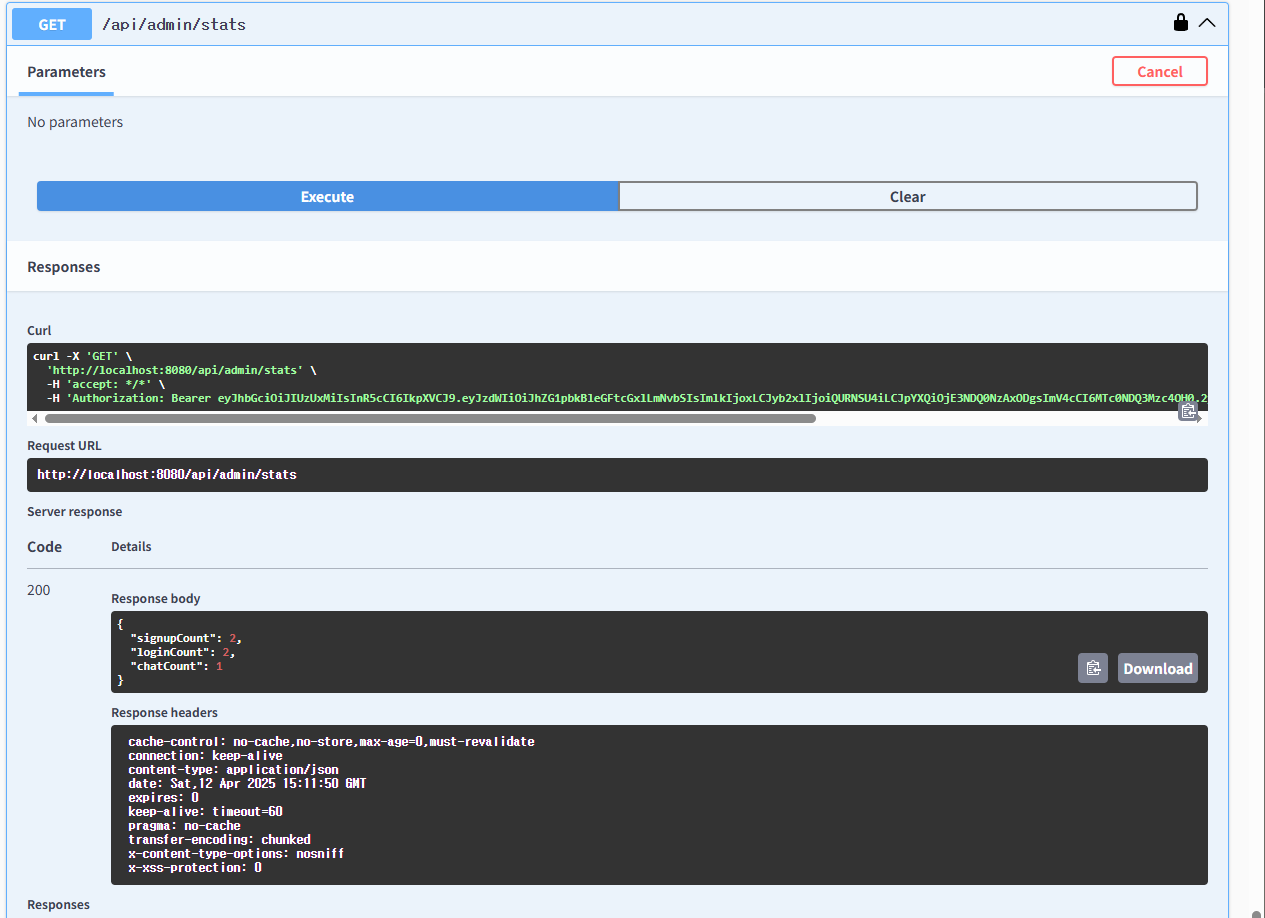 GET /api/admin/stats
Parameters
Cancel
No parameters
Execute
Clear
Responses
Curl
curl -X 'GET' \
'http://localhost:8080/api/admin/stats' \
-H 'accept: */*' \
-H 'Authorization: Bearer
Request URL
http://localhost:8080/api/admin/stats
Server response
Code Details
200
Response body
{
"signupCount": 2,
"loginCount": 2,
"chatCount": 1
}
Download
Response headers
cache-control: no-cache,no-store,max-age=0,must-revalidate
connection: keep-alive
content-type: application/json
date: Sat,12 Apr 2025 15:11:50 GMT
expires: 0
keep-alive: timeout=60
pragma: no-cache
transfer-encoding: chunked
x-content-type-options: nosniff
x-xss-protection: 0
Responses